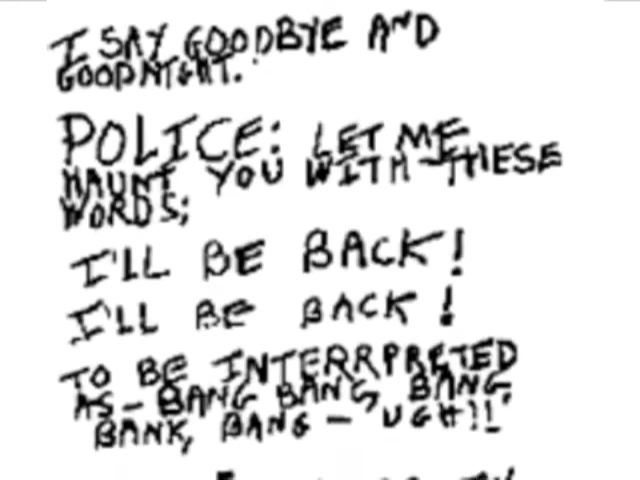 I SAY GOODBYE AND
GOODNIGHT.
POLICE: LET ME
HAUNT YOU WITH THESE
WORDS;
I'LL BE BACK!
I'LL BE BACK!
TO BE INTERRPRETED
AS - BANG BANG, BANG,
BANK, BANG - UGH!!